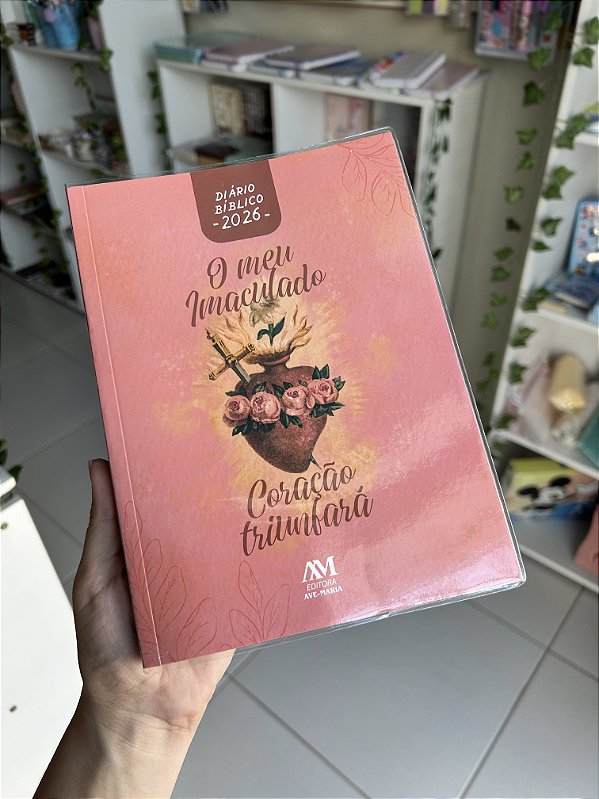 DIÁRIO
BÍBLICO
- 2026 -
O meu
Imaculado
Coração
triunfará
AM
EDITORA
AVE-MARIA